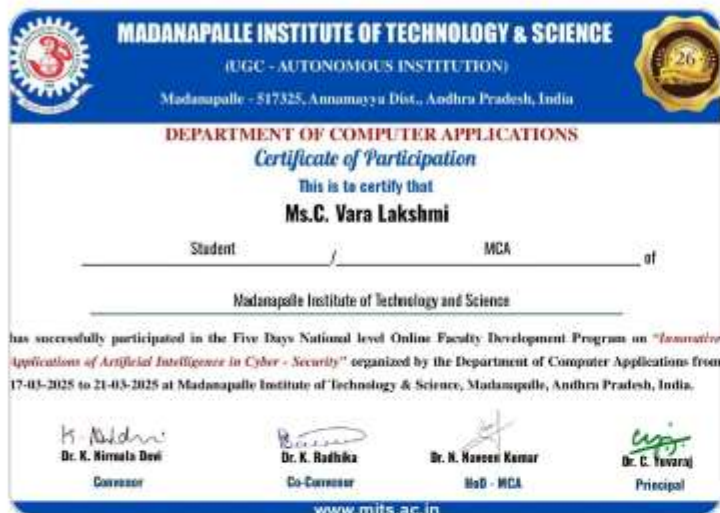 MADANAPALLE INSTITUTE OF TECHNOLOGY & SCIENCE
(UGC - AUTONOMOUS INSTITUTION)
Madanapalle - 517325, Annamayya Dist., Andhra Pradesh, India
26
DEPARTMENT OF COMPUTER APPLICATIONS
Certificate of Participation
This is to certify that
Ms.C. Vara Lakshmi
Student / MCA of
Madanapalle Institute of Technology and Science
has successfully participated in the Five Days National level Online Faculty Development Program on "Innovative
Applications of Artificial Intelligence in Cyber - Security" organized by the Department of Computer Applications from
17-03-2025 to 21-03-2025 at Madanapalle Institute of Technology & Science, Madanapalle, Andhra Pradesh, India.
Dr. K. Nirmala Devi Dr. K. Radhika Dr. N. Naveen Kumar Dr. C. Yuvaraj
Convenor Co-Convenor HoD - MCA Principal
www.mits.ac.in